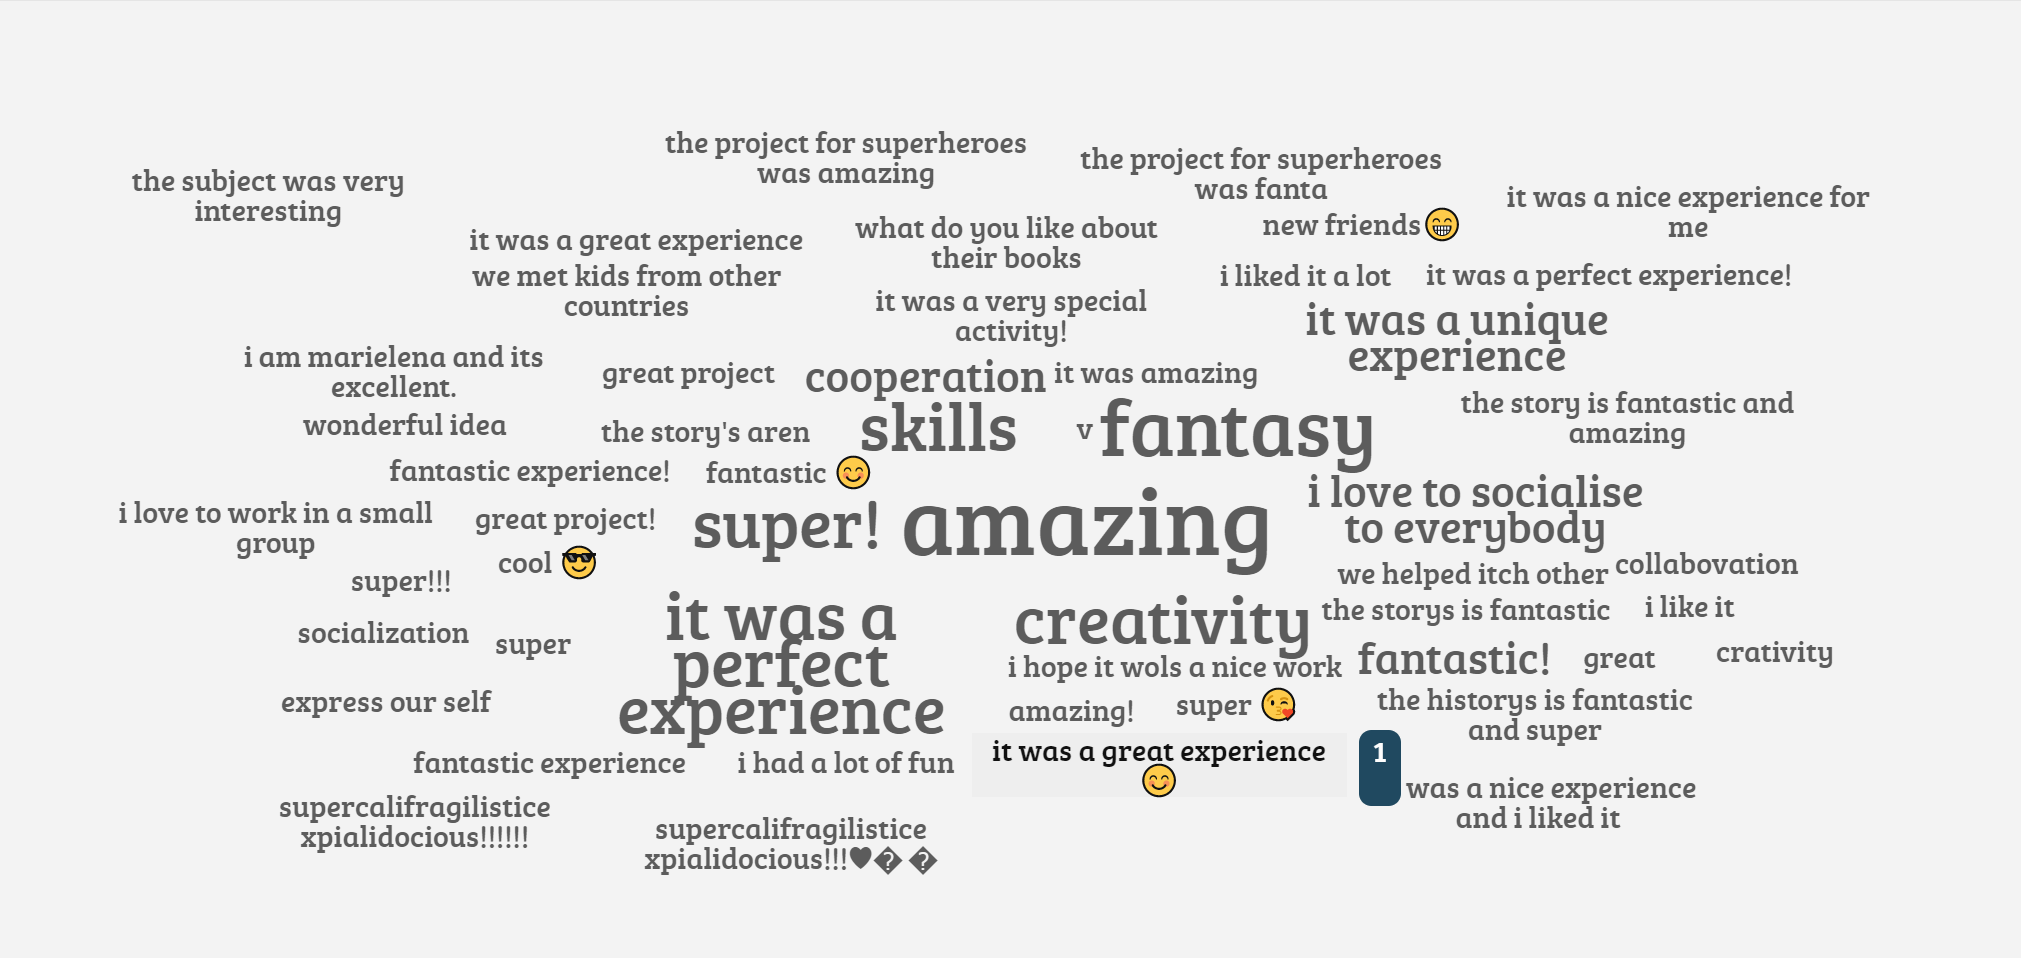 the project for superheroes
was amazing
the project for superheroes
was fanta
the subject was very
interesting
it was a nice experience for
me
new friends😁
what do you like about
their books
it was a great experience
we met kids from other
countries
i liked it a lot
it was a perfect experience!
it was a very special
activity!
it was a unique
experience
i am marielena and its
excellent.
great project
cooperation
it was amazing
the story is fantastic and
amazing
wonderful idea
the story's aren
skills
v
fantasy
fantastic experience!
fantastic 😊
i love to socialise
to everybody
i love to work in a small
group
great project!
super!
amazing
cool 😎
we helped itch other
collabovation
super!!!
the storys is fantastic
i like it
socialization
super
it was a
perfect
experience
creativity
i hope it wols a nice work
fantastic!
great
crativity
express our self
amazing!
super 😘
the historys is fantastic
and super
fantastic experience
i had a lot of fun
it was a great experience
😊
1
was a nice experience
and i liked it
supercalifragilistice
xpialidocious!!!!!!
supercalifragilistice
xpialidocious!!!♥� �